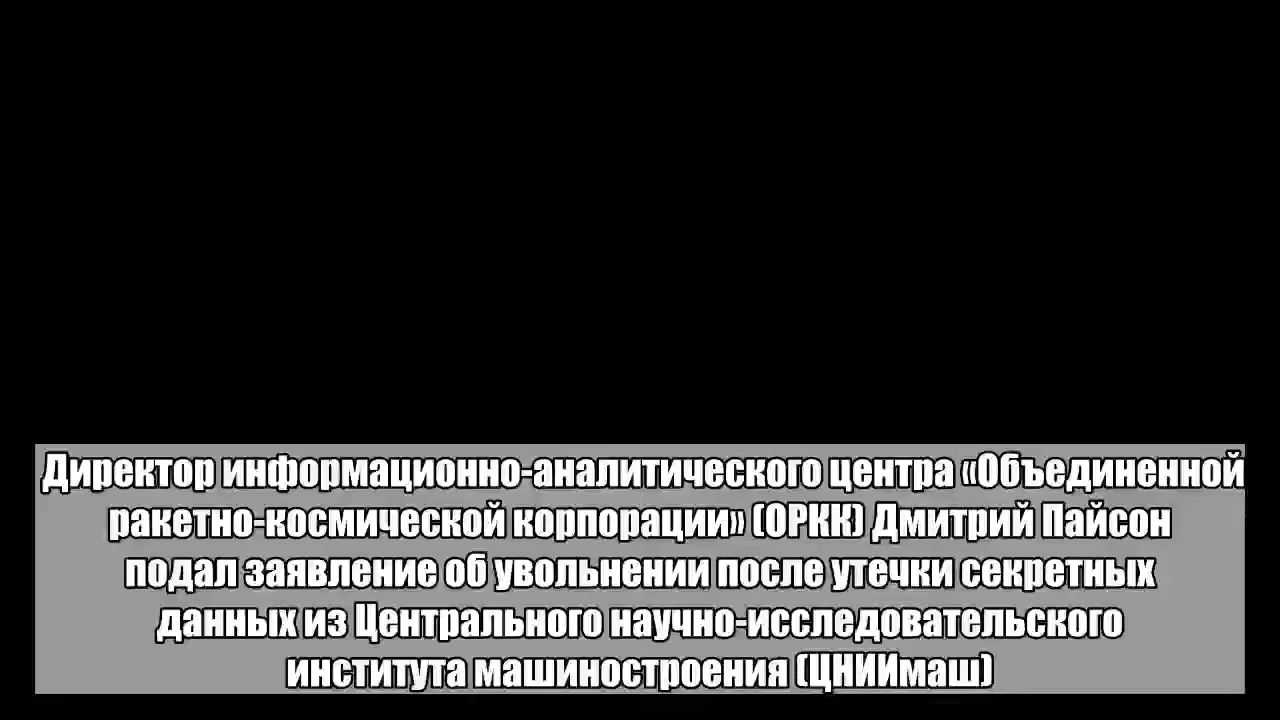 Директор информационно-аналитического центра «Объединенной
ракетно-космической корпорации» (ОРКК) Дмитрий Пайсон
подал заявление об увольнении после утечки секретных
данных из Центрального научно-исследовательского
института машиностроения (ЦНИИмаш)